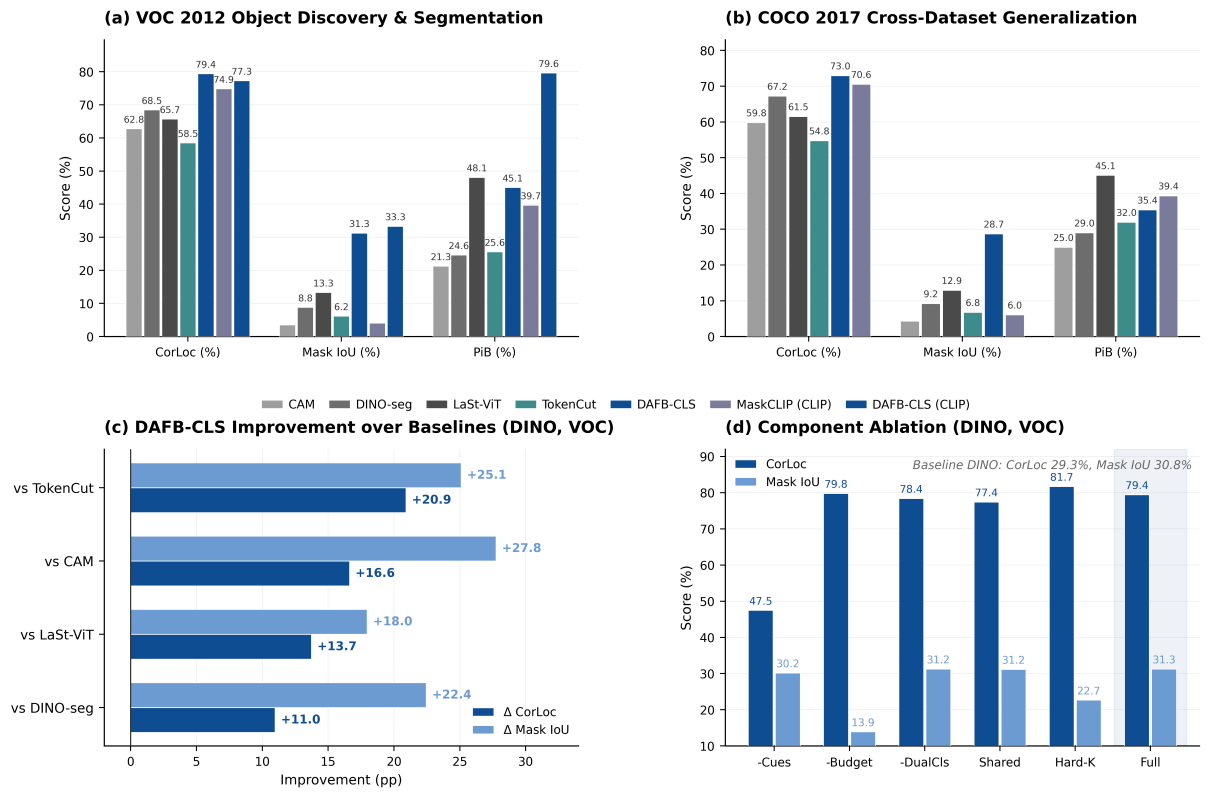 (a) VOC 2012 Object Discovery & Segmentation
Score (%)
80
70
60
50
40
30
20
10
0
62.8
68.5
65.7
58.5
79.4
74.9
77.3
8.8
13.3
6.2
31.3
33.3
21.3
24.6
48.1
25.6
45.1
39.7
79.6
CorLoc (%)
Mask IoU (%)
PiB (%)
(b) COCO 2017 Cross-Dataset Generalization
Score (%)
80
70
60
50
40
30
20
10
0
59.8
67.2
61.5
54.8
73.0
70.6
9.2
12.9
6.8
28.7
6.0
25.0
29.0
45.1
32.0
35.4
39.4
CorLoc (%)
Mask IoU (%)
PiB (%)
CAM
DINO-seg
LaSt-ViT
TokenCut
DAFB-CLS
MaskCLIP (CLIP)
DAFB-CLS (CLIP)
(c) DAFB-CLS Improvement over Baselines (DINO, VOC)
vs TokenCut
+25.1
+20.9
vs CAM
+27.8
+16.6
vs LaSt-ViT
+18.0
+13.7
vs DINO-seg
+22.4
+11.0
Δ CorLoc
Δ Mask IoU
0
5
10
15
20
25
30
Improvement (pp)
(d) Component Ablation (DINO, VOC)
CorLoc
Mask IoU
Baseline DINO: CorLoc 29.3%, Mask IoU 30.8%
Score (%)
90
80
70
60
50
40
30
20
10
47.5
30.2
79.8
13.9
78.4
31.2
77.4
31.2
81.7
22.7
79.4
31.3
-Cues
-Budget
-DualCls
Shared
Hard-K
Full